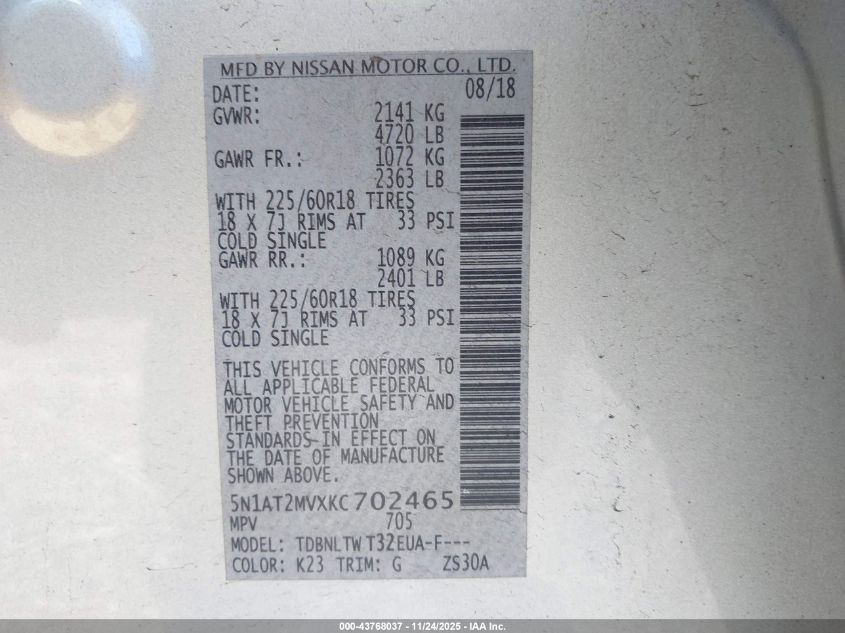 MFD BY NISSAN MOTOR CO., LTD.
DATE: 08/18
GVWR: 2141 KG
4720 LB
GAWR FR.: 1072 KG
2363 LB
WITH 225/60R18 TIRES
18 X 7J RIMS AT 33 PSI
COLD SINGLE
GAWR RR.: 1089 KG
2401 LB
WITH 225/60R18 TIRES
18 X 7J RIMS AT 33 PSI
COLD SINGLE
THIS VEHICLE CONFORMS TO
ALL APPLICABLE FEDERAL
MOTOR VEHICLE SAFETY AND
THEFT PREVENTION
STANDARDS IN EFFECT ON
THE DATE OF MANUFACTURE
SHOWN ABOVE.
5N1AT2MVXKC702465
MPV 705
MODEL: TDBNLTW T32EUA-F---
COLOR: K23 TRIM: G ZS30A
000-43768037 - 11/24/2025 - IAA Inc.